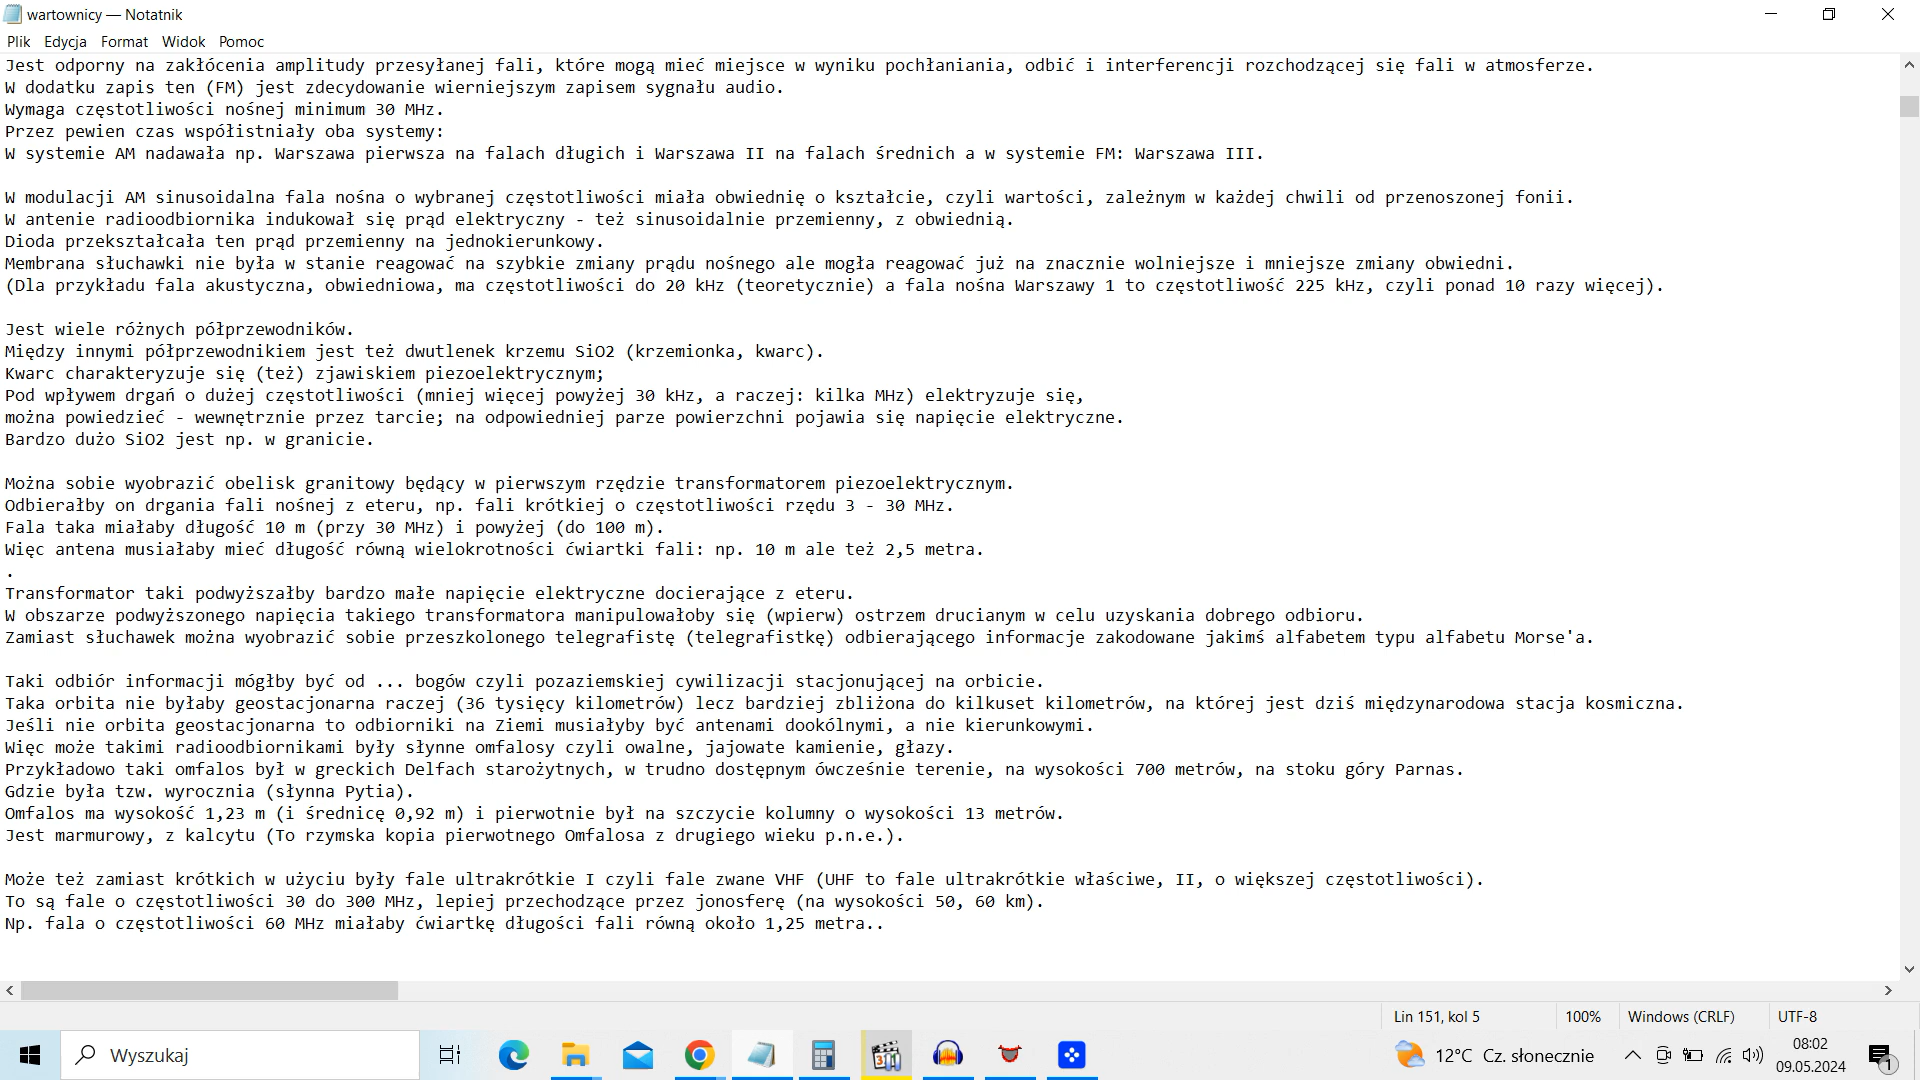 wartownicy — Notatnik
Plik Edycja Format Widok Pomoc
Jest odporny na zakłócenia amplitudy przesyłanej fali, które mogą mieć miejsce w wyniku pochłaniania, odbić i interferencji rozchodzącej się fali w atmosferze.
W dodatku zapis ten (FM) jest zdecydowanie wierniejszym zapisem sygnału audio.
Wymaga częstotliwości nośnej minimum 30 MHz.
Przez pewien czas współistniały oba systemy:
W systemie AM nadawała np. Warszawa pierwsza na falach długich i Warszawa II na falach średnich a w systemie FM: Warszawa III.
W modulacji AM sinusoidalna fala nośna o wybranej częstotliwości miała obwiednię o kształcie, czyli wartości, zależnym w każdej chwili od przenoszonej fonii.
W antenie radioodbiornika indukował się prąd elektryczny - też sinusoidalnie przemienny, z obwiednią.
Dioda przekształcała ten prąd przemienny na jednokierunkowy.
Membrana słuchawki nie była w stanie reagować na szybkie zmiany prądu nośnego ale mogła reagować już na znacznie wolniejsze i mniejsze zmiany obwiedni.
(Dla przykładu fala akustyczna, obwiedniowa, ma częstotliwości do 20 kHz (teoretycznie) a fala nośna Warszawy 1 to częstotliwość 225 kHz, czyli ponad 10 razy więcej).
Jest wiele różnych półprzewodników.
Między innymi półprzewodnikiem jest też dwutlenek krzemu SiO2 (krzemionka, kwarc).
Kwarc charakteryzuje się (też) zjawiskiem piezoelektrycznym;
Pod wpływem drgań o dużej częstotliwości (mniej więcej powyżej 30 kHz, a raczej: kilka MHz) elektryzuje się,
można powiedzieć - wewnętrznie przez tarcie; na odpowiedniej parze powierzchni pojawia się napięcie elektryczne.
Bardzo dużo SiO2 jest np. w granicie.
Można sobie wyobrazić obelisk granitowy będący w pierwszym rzędzie transformatorem piezoelektrycznym.
Odbierałby on drgania fali nośnej z eteru, np. fali krótkiej o częstotliwości rzędu 3 - 30 MHz.
Fala taka miałaby długość 10 m (przy 30 MHz) i powyżej (do 100 m).
Więc antena musiałaby mieć długość równą wielokrotności ćwiartki fali: np. 10 m ale też 2,5 metra.
.
Transformator taki podwyższałby bardzo małe napięcie elektryczne docierające z eteru.
W obszarze podwyższonego napięcia takiego transformatora manipulowałoby się (wpierw) ostrzem drucianym w celu uzyskania dobrego odbioru.
Zamiast słuchawek można wyobrazić sobie przeszkolonego telegrafistę (telegrafistkę) odbierającego informacje zakodowane jakimś alfabetem typu alfabetu Morse'a.
Taki odbiór informacji mógłby być od ... bogów czyli pozaziemskiej cywilizacji stacjonującej na orbicie.
Taka orbita nie byłaby geostacjonarna raczej (36 tysięcy kilometrów) lecz bardziej zbliżona do kilkuset kilometrów, na której jest dziś międzynarodowa stacja kosmiczna.
Jeśli nie orbita geostacjonarna to odbiorniki na Ziemi musiałyby być antenami dookólnymi, a nie kierunkowymi.
Więc może takimi radioodbiornikami były słynne omfalosy czyli owalne, jajowate kamienie, głazy.
Przykładowo taki omfalos był w greckich Delfach starożytnych, w trudno dostępnym ówcześnie terenie, na wysokości 700 metrów, na stoku góry Parnas.
Gdzie była tzw. wyrocznia (słynna Pytia).
Omfalos ma wysokość 1,23 m (i średnicę 0,92 m) i pierwotnie był na szczycie kolumny o wysokości 13 metrów.
Jest marmurowy, z kalcytu (To rzymska kopia pierwotnego Omfalosa z drugiego wieku p.n.e.).
Może też zamiast krótkich w użyciu były fale ultrakrótkie I czyli fale zwane VHF (UHF to fale ultrakrótkie właściwe, II, o większej częstotliwości).
To są fale o częstotliwości 30 do 300 MHz, lepiej przechodzące przez jonosferę (na wysokości 50, 60 km).
Np. fala o częstotliwości 60 MHz miałaby ćwiartkę długości fali równą około 1,25 metra..
Lin 151, kol 5 100% Windows (CRLF) UTF-8
Wyszukaj
12°C Cz. słonecznie
08:02
09.05.2024
1